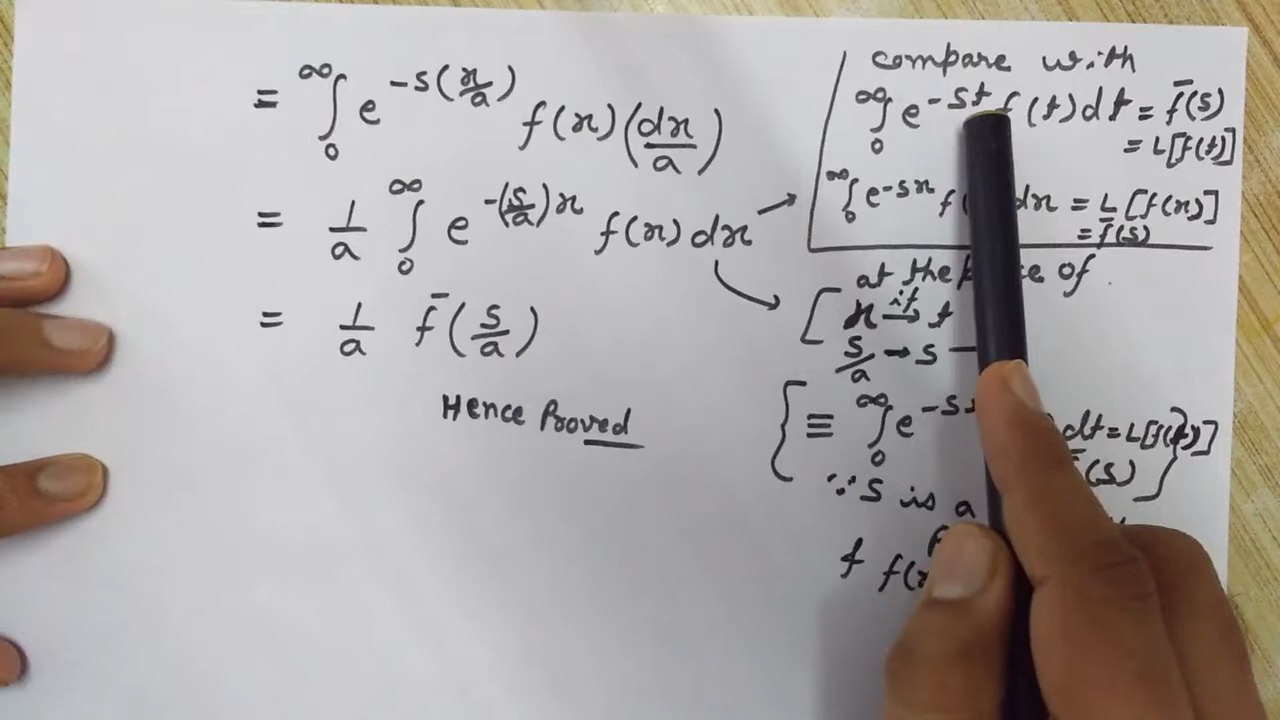 = ∞∫0 e^-s(x/a) f(x)(dx/a)
= 1/a ∞∫0 e^-(s/a)x f(x)dx
= 1/a f̄(s/a)
Hence Proved
compare with
∞∫0 e^-st f(t)dt = f̄(s)
= L[f(t)]
∞∫0 e^-sx f dx = L[f(x)]
= f̄(s)
at the of
x it→ t
s/a → s
≡ ∞∫0 e^-s dt = L[f(t)]
(s)
∵ s is a
f(